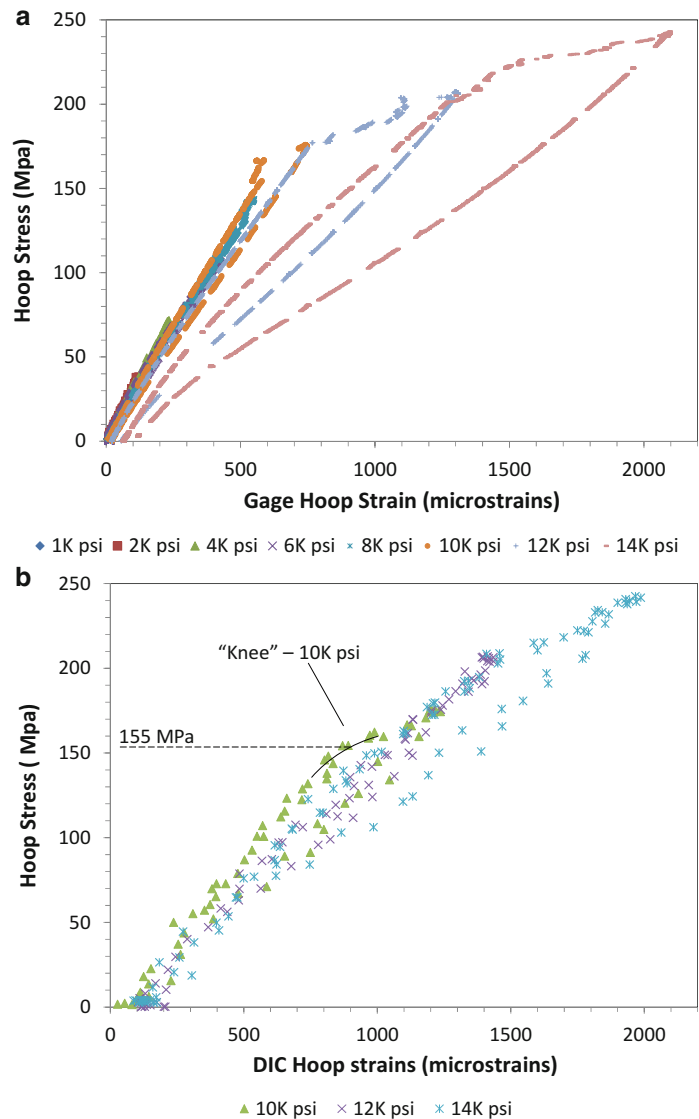 a
250
200
150
100
50
0
Hoop Stress (Mpa)
0 500 1000 1500 2000
Gage Hoop Strain (microstrains)
1K psi 2K psi 4K psi 6K psi 8K psi 10K psi 12K psi 14K psi
b
250
200
150
100
50
0
Hoop Stress ( Mpa)
“Knee” – 10K psi
155 MPa
0 500 1000 1500 2000
DIC Hoop strains (microstrains)
10K psi 12K psi 14K psi